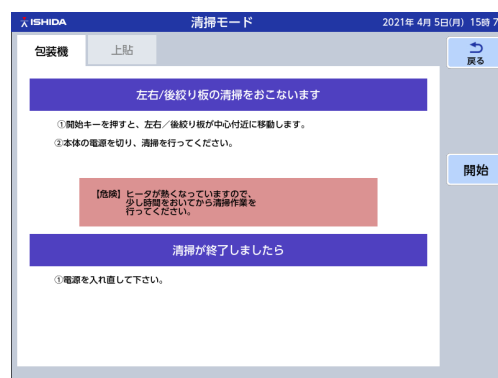 ISHIDA
清掃モード
2021年 4月 5日(月) 15時 7
包装機
上貼
戻る
左右/後絞り板の清掃をおこないます
①開始キーを押すと、左右／後絞り板が中心付近に移動します。
②本体の電源を切り、清掃を行ってください。
開始
【危険】ヒータが熱くなっていますので、
少し時間をおいてから清掃作業を
行ってください。
清掃が終了しましたら
①電源を入れ直して下さい。